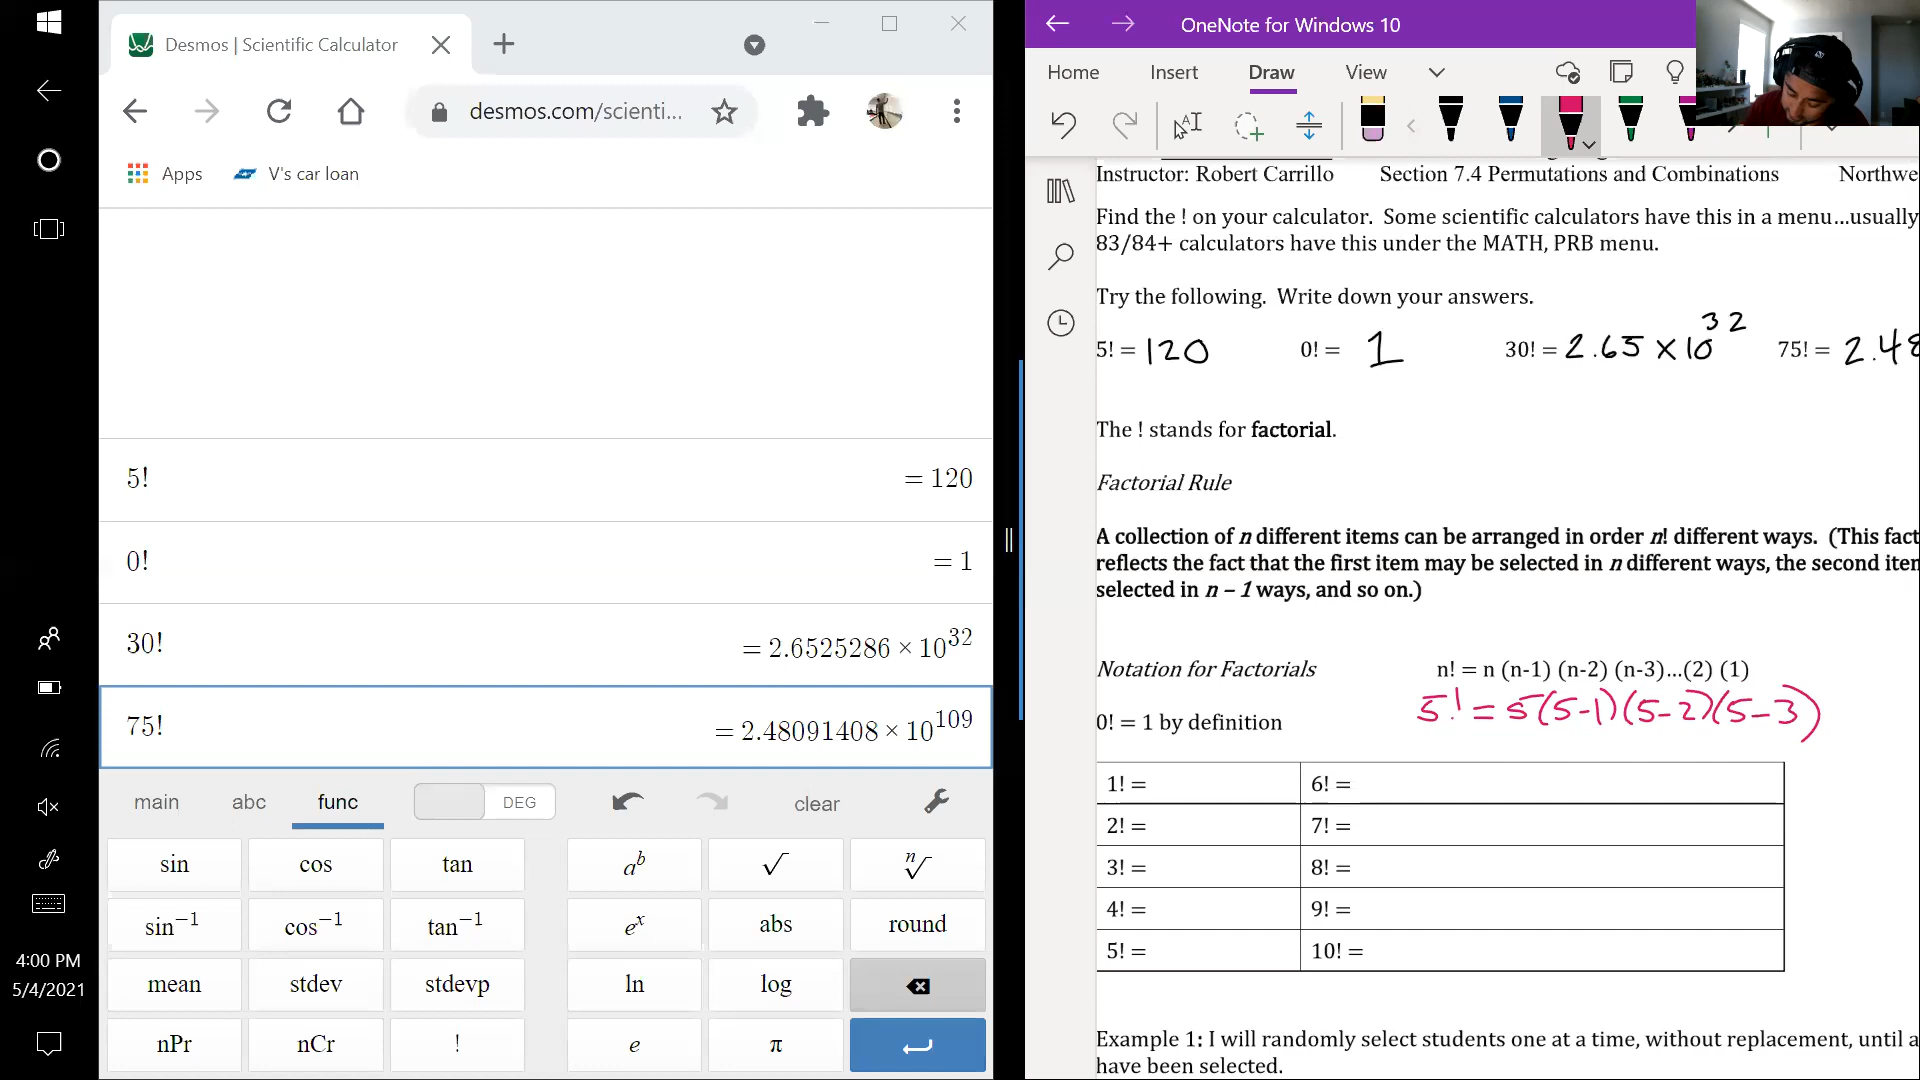 Desmos | Scientific Calculator
desmos.com/scienti...
Apps V's car loan
5! = 120
0! = 1
30! = 2.6525286 × 10^32
75! = 2.48091408 × 10^109
main abc func DEG clear
sin cos tan a^b √ ⁿ√
sin⁻¹ cos⁻¹ tan⁻¹ e^x abs round
mean stdev stdevp ln log
nPr nCr ! e π
4:00 PM
5/4/2021
OneNote for Windows 10
Home Insert Draw View
Instructor: Robert Carrillo Section 7.4 Permutations and Combinations Northwe
Find the ! on your calculator. Some scientific calculators have this in a menu...usually
83/84+ calculators have this under the MATH, PRB menu.
Try the following. Write down your answers.
5! = 120 0! = 1 30! = 2.65 × 10^32 75! = 2.48
The ! stands for factorial.
Factorial Rule
A collection of n different items can be arranged in order n! different ways. (This fact
reflects the fact that the first item may be selected in n different ways, the second iten
selected in n – 1 ways, and so on.)
Notation for Factorials n! = n (n-1) (n-2) (n-3)...(2) (1)
5! = 5(5-1)(5-2)(5-3)
0! = 1 by definition
1! = 6! =
2! = 7! =
3! = 8! =
4! = 9! =
5! = 10! =
Example 1: I will randomly select students one at a time, without replacement, until a
have been selected.